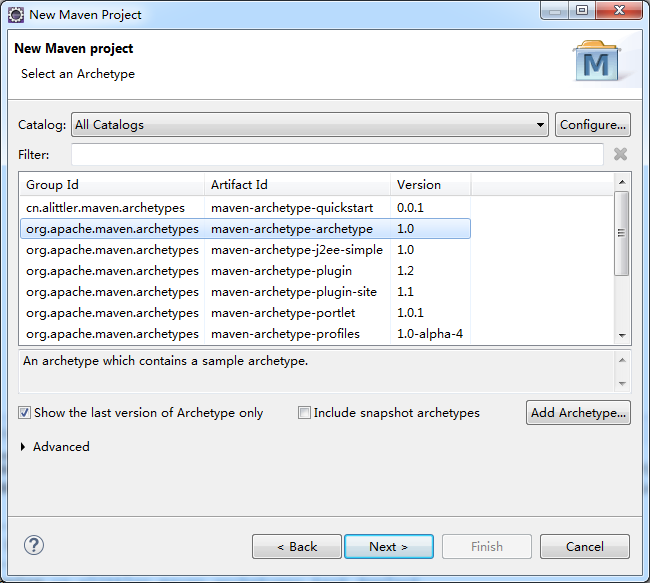 New Maven Project
New Maven project
Select an Archetype
M
Catalog: All Catalogs Configure...
Filter:
Group Id Artifact Id Version
cn.alittler.maven.archetypes maven-archetype-quickstart 0.0.1
org.apache.maven.archetypes maven-archetype-archetype 1.0
org.apache.maven.archetypes maven-archetype-j2ee-simple 1.0
org.apache.maven.archetypes maven-archetype-plugin 1.2
org.apache.maven.archetypes maven-archetype-plugin-site 1.1
org.apache.maven.archetypes maven-archetype-portlet 1.0.1
org.apache.maven.archetypes maven-archetype-profiles 1.0-alpha-4
An archetype which contains a sample archetype.
Show the last version of Archetype only Include snapshot archetypes Add Archetype...
Advanced
? < Back Next > Finish Cancel